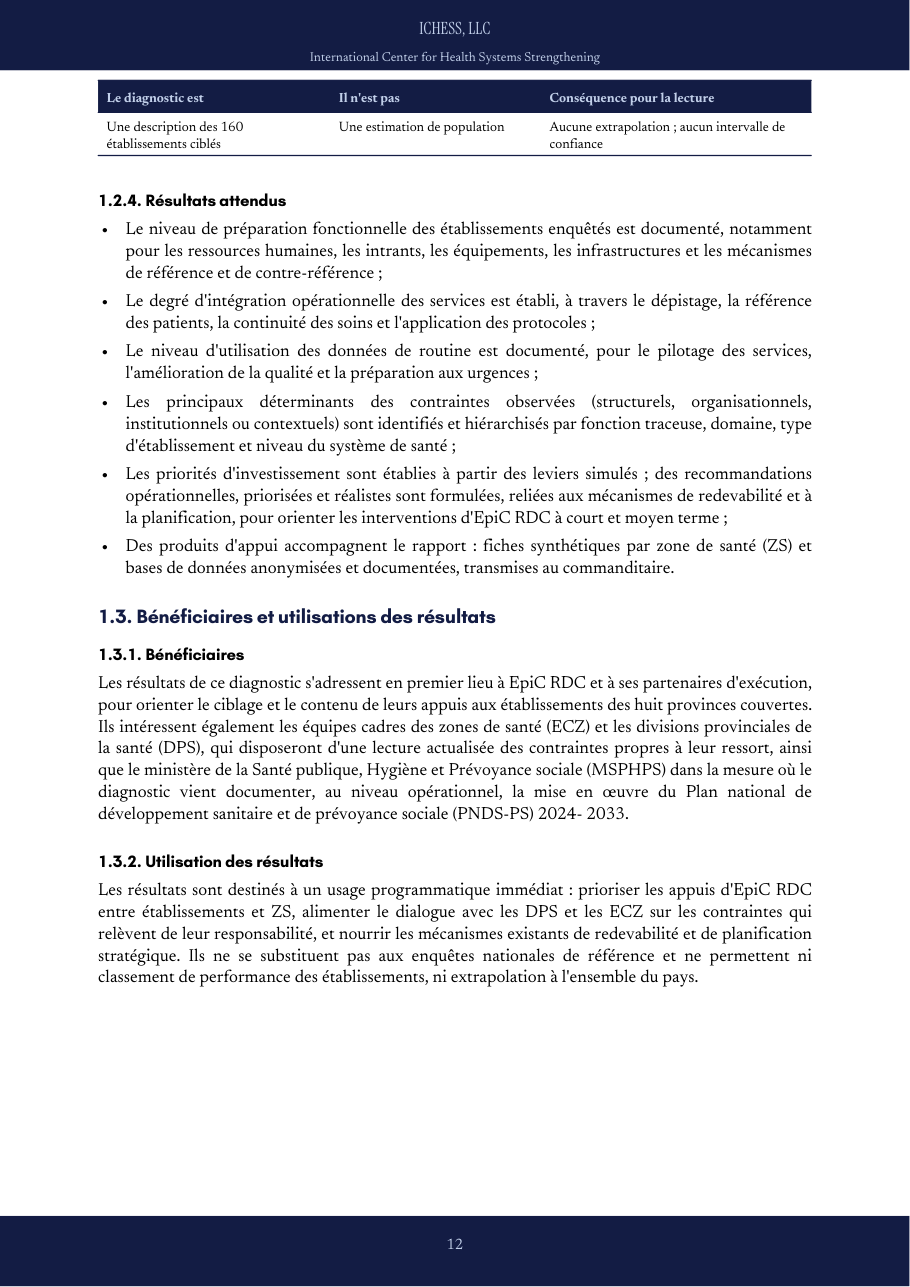 ICHESS, LLC
International Center for Health Systems Strengthening
Le diagnostic est
Il n'est pas
Conséquence pour la lecture
Une description des 160
établissements ciblés
Une estimation de population
Aucune extrapolation ; aucun intervalle de
confiance
1.2.4. Résultats attendus
• Le niveau de préparation fonctionnelle des établissements enquêtés est documenté, notamment
pour les ressources humaines, les intrants, les équipements, les infrastructures et les mécanismes
de référence et de contre-référence ;
• Le degré d'intégration opérationnelle des services est établi, à travers le dépistage, la référence
des patients, la continuité des soins et l'application des protocoles ;
• Le niveau d'utilisation des données de routine est documenté, pour le pilotage des services,
l'amélioration de la qualité et la préparation aux urgences ;
• Les principaux déterminants des contraintes observées (structurels, organisationnels,
institutionnels ou contextuels) sont identifiés et hiérarchisés par fonction traceuse, domaine, type
d'établissement et niveau du système de santé ;
• Les priorités d'investissement sont établies à partir des leviers simulés ; des recommandations
opérationnelles, priorisées et réalistes sont formulées, reliées aux mécanismes de redevabilité et à
la planification, pour orienter les interventions d'EpiC RDC à court et moyen terme ;
• Des produits d'appui accompagnent le rapport : fiches synthétiques par zone de santé (ZS) et
bases de données anonymisées et documentées, transmises au commanditaire.
1.3. Bénéficiaires et utilisations des résultats
1.3.1. Bénéficiaires
Les résultats de ce diagnostic s'adressent en premier lieu à EpiC RDC et à ses partenaires d'exécution,
pour orienter le ciblage et le contenu de leurs appuis aux établissements des huit provinces couvertes.
Ils intéressent également les équipes cadres des zones de santé (ECZ) et les divisions provinciales de
la santé (DPS), qui disposeront d'une lecture actualisée des contraintes propres à leur ressort, ainsi
que le ministère de la Santé publique, Hygiène et Prévoyance sociale (MSPHPS) dans la mesure où le
diagnostic vient documenter, au niveau opérationnel, la mise en œuvre du Plan national de
développement sanitaire et de prévoyance sociale (PNDS-PS) 2024- 2033.
1.3.2. Utilisation des résultats
Les résultats sont destinés à un usage programmatique immédiat : prioriser les appuis d'EpiC RDC
entre établissements et ZS, alimenter le dialogue avec les DPS et les ECZ sur les contraintes qui
relèvent de leur responsabilité, et nourrir les mécanismes existants de redevabilité et de planification
stratégique. Ils ne se substituent pas aux enquêtes nationales de référence et ne permettent ni
classement de performance des établissements, ni extrapolation à l'ensemble du pays.
12